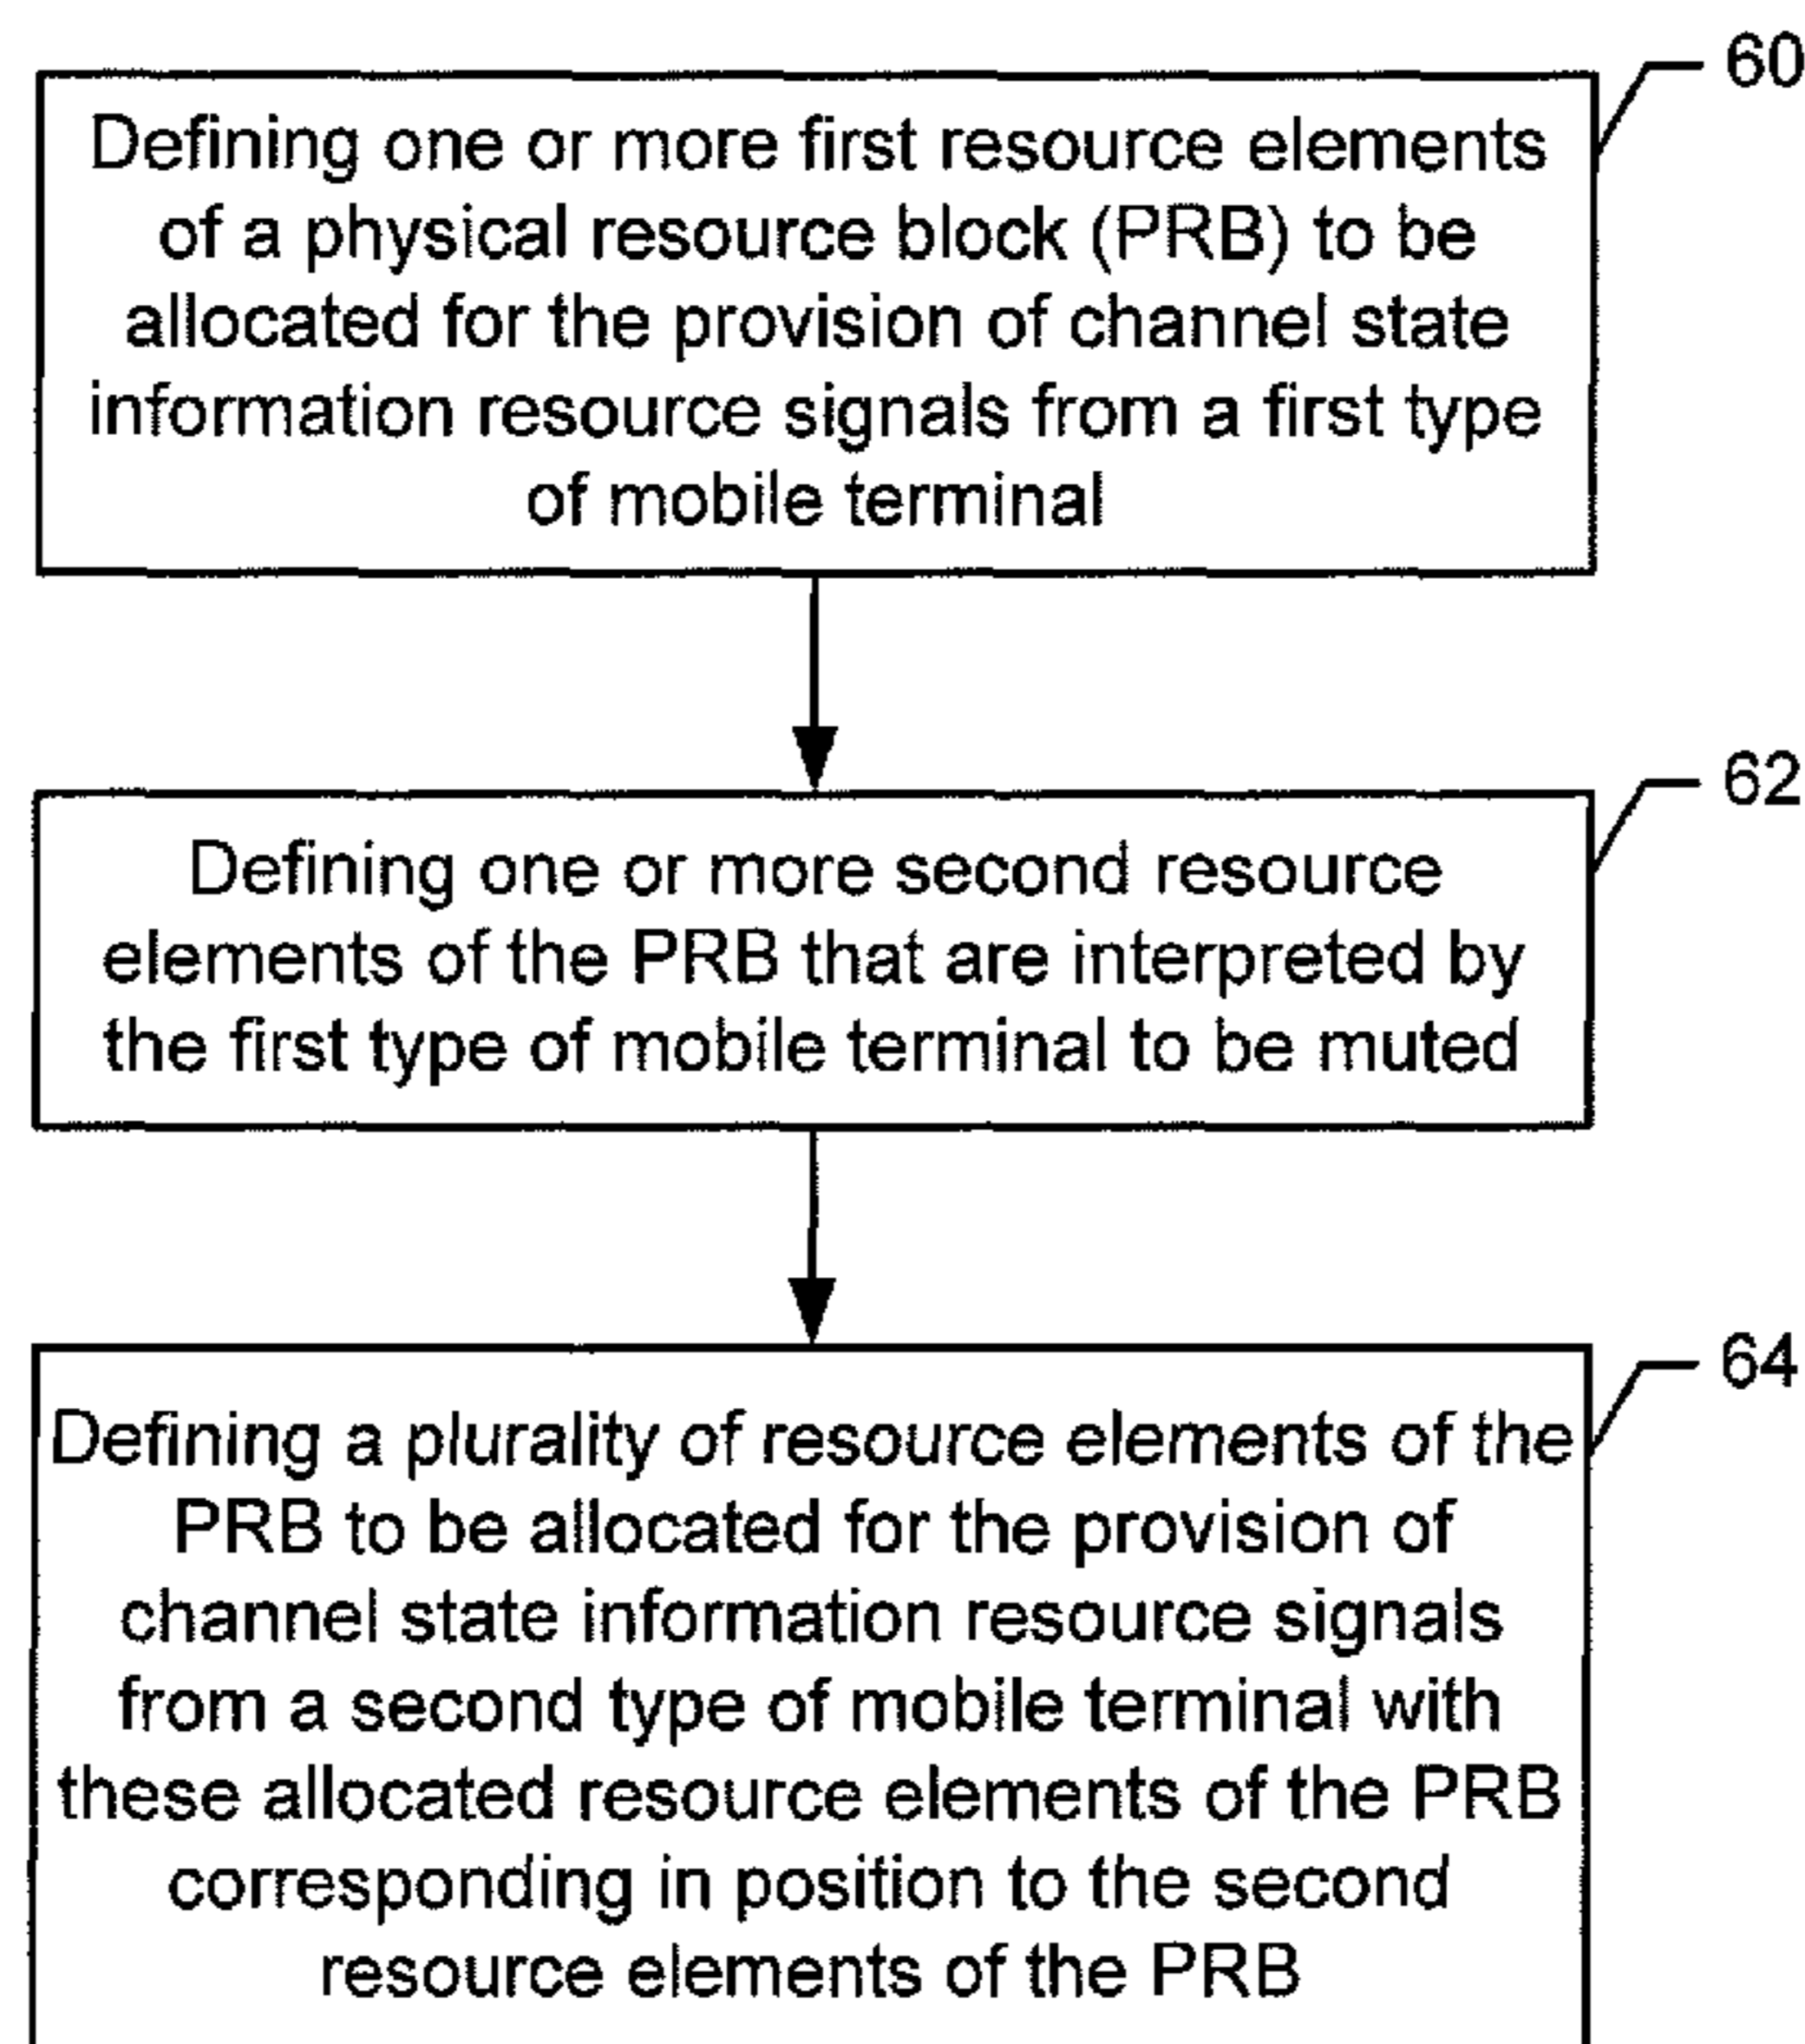 60
Defining one or more first resource elements
of a physical resource block (PRB) to be
allocated for the provision of channel state
information resource signals from a first type
of mobile terminal
62
Defining one or more second resource
elements of the PRB that are interpreted by
the first type of mobile terminal to be muted
64
Defining a plurality of resource elements of the
PRB to be allocated for the provision of
channel state information resource signals
from a second type of mobile terminal with
these allocated resource elements of the PRB
corresponding in position to the second
resource elements of the PRB